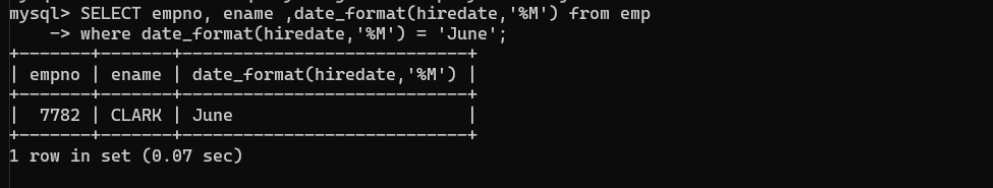 mysql> SELECT empno, ename ,date_format(hiredate,'%M') from emp
    -> where date_format(hiredate,'%M') = 'June';
+-------+-------+----------------------------+
| empno | ename | date_format(hiredate,'%M') |
+-------+-------+----------------------------+
|  7782 | CLARK | June                       |
+-------+-------+----------------------------+
1 row in set (0.07 sec)